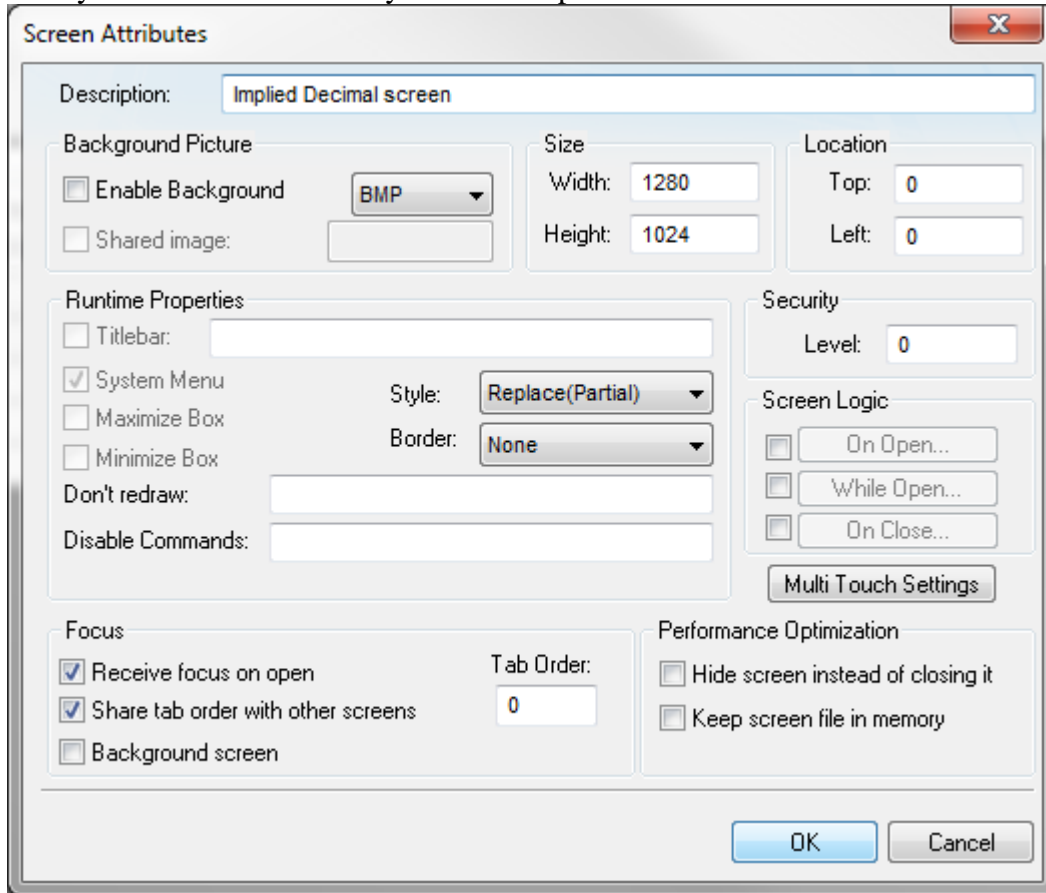 Screen Attributes
Description: Implied Decimal screen
Background Picture
Enable Background BMP
Shared image:
Size
Width: 1280
Height: 1024
Location
Top: 0
Left: 0
Runtime Properties
Titlebar:
System Menu
Maximize Box
Minimize Box
Style: Replace(Partial)
Border: None
Don't redraw:
Disable Commands:
Security
Level: 0
Screen Logic
On Open...
While Open...
On Close...
Multi Touch Settings
Focus
Receive focus on open
Share tab order with other screens
Background screen
Tab Order:
0
Performance Optimization
Hide screen instead of closing it
Keep screen file in memory
OK Cancel